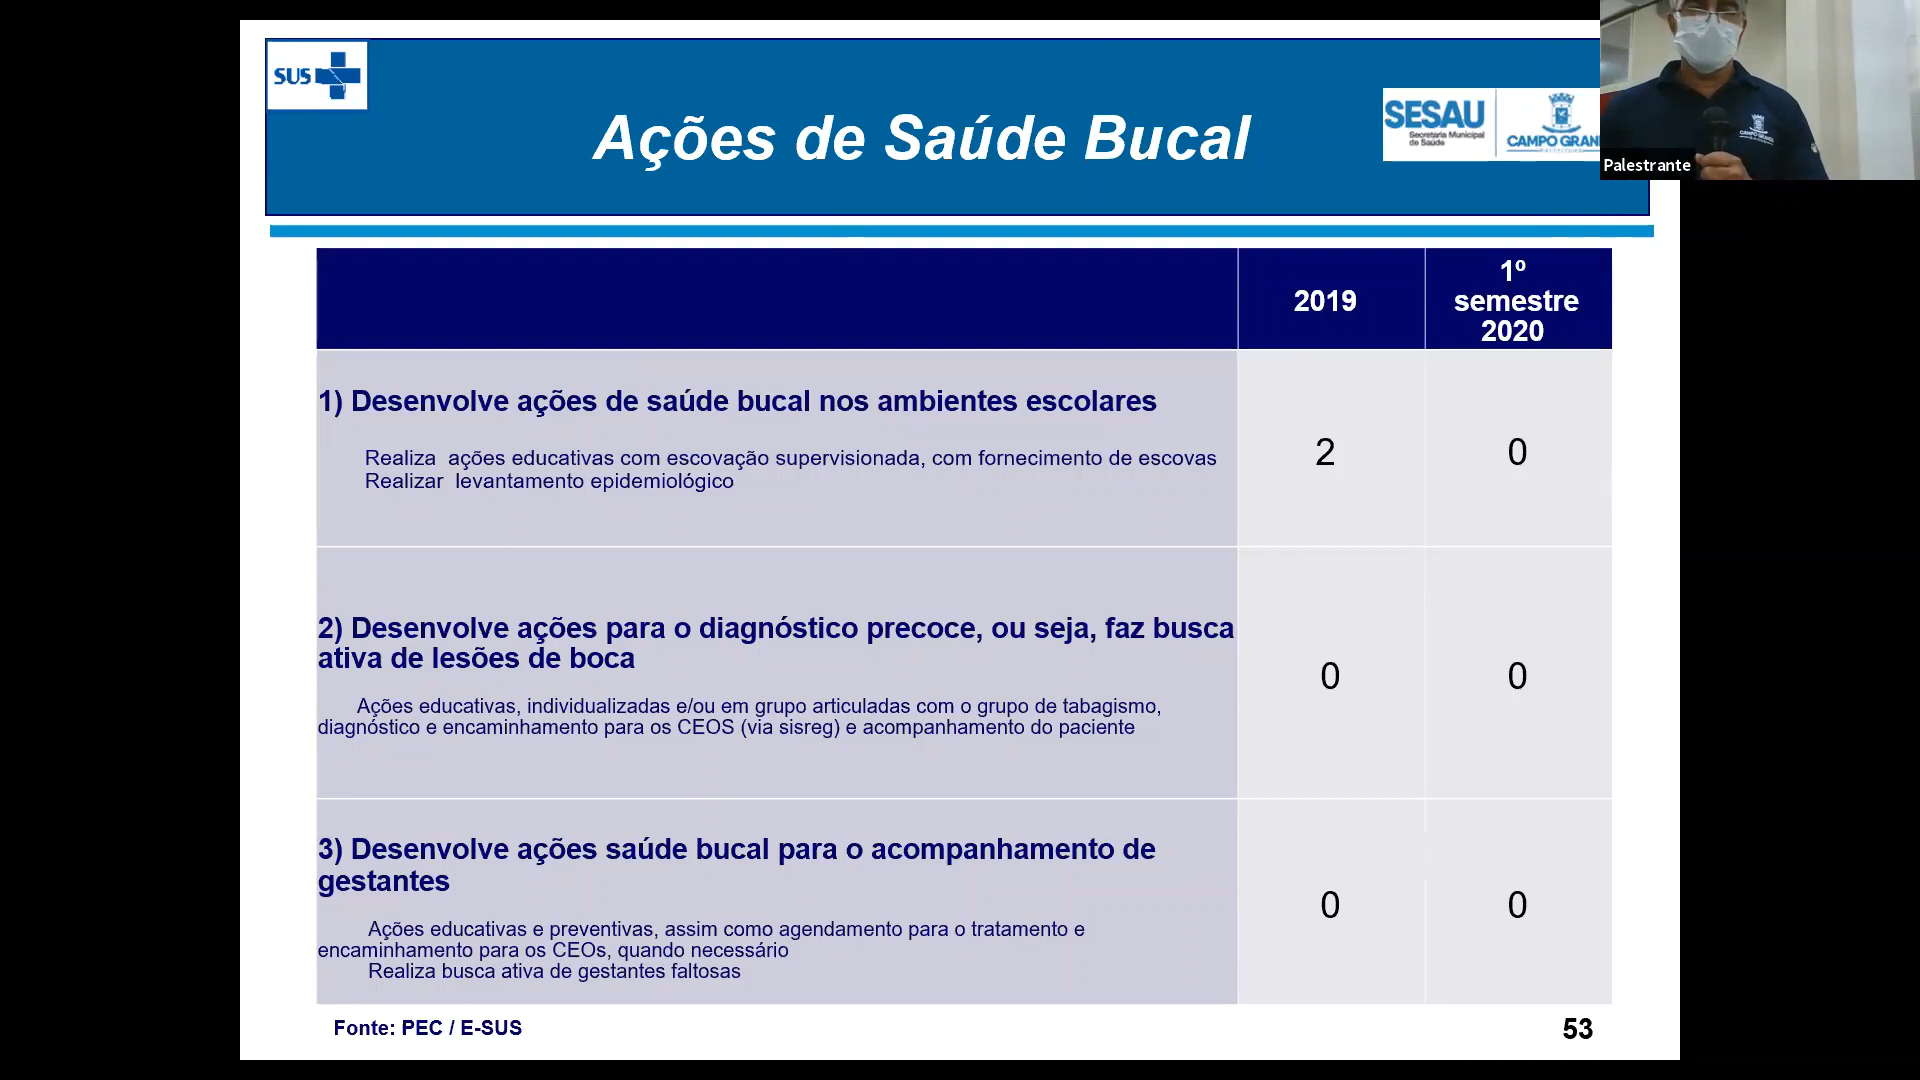 SUS
Ações de Saúde Bucal
SESAU
Secretaria Municipal
de Saúde
CAMPO GRAN
Palestrante
2019
1º
semestre
2020
1) Desenvolve ações de saúde bucal nos ambientes escolares
Realiza ações educativas com escovação supervisionada, com fornecimento de escovas
Realizar levantamento epidemiológico
2
0
2) Desenvolve ações para o diagnóstico precoce, ou seja, faz busca
ativa de lesões de boca
Ações educativas, individualizadas e/ou em grupo articuladas com o grupo de tabagismo,
diagnóstico e encaminhamento para os CEOS (via sisreg) e acompanhamento do paciente
0
0
3) Desenvolve ações saúde bucal para o acompanhamento de
gestantes
Ações educativas e preventivas, assim como agendamento para o tratamento e
encaminhamento para os CEOs, quando necessário
Realiza busca ativa de gestantes faltosas
0
0
Fonte: PEC / E-SUS
53